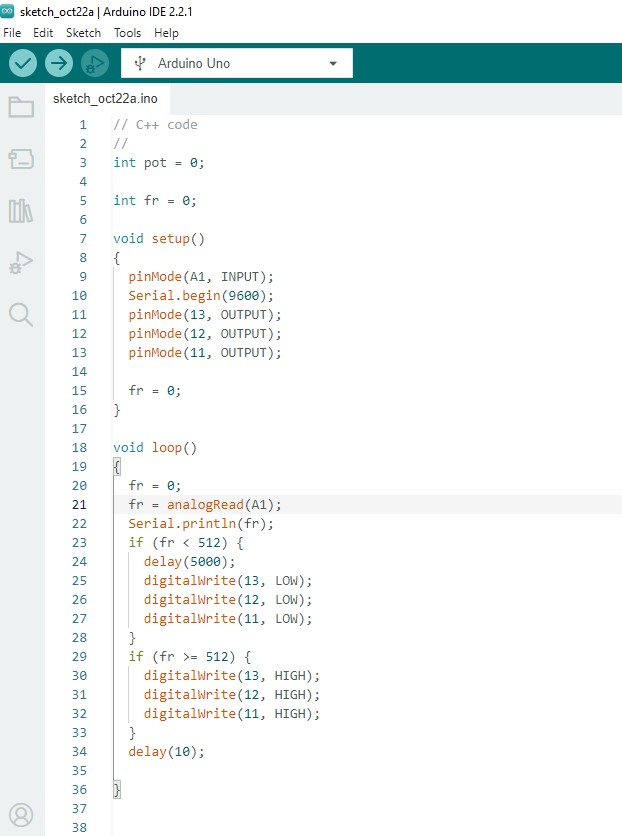 sketch_oct22a | Arduino IDE 2.2.1
File Edit Sketch Tools Help
Arduino Uno
sketch_oct22a.ino
1 // C++ code
2 //
3 int pot = 0;
4
5 int fr = 0;
6
7 void setup()
8 {
9 pinMode(A1, INPUT);
10 Serial.begin(9600);
11 pinMode(13, OUTPUT);
12 pinMode(12, OUTPUT);
13 pinMode(11, OUTPUT);
14
15 fr = 0;
16 }
17
18 void loop()
19 {
20 fr = 0;
21 fr = analogRead(A1);
22 Serial.println(fr);
23 if (fr < 512) {
24 delay(5000);
25 digitalWrite(13, LOW);
26 digitalWrite(12, LOW);
27 digitalWrite(11, LOW);
28 }
29 if (fr >= 512) {
30 digitalWrite(13, HIGH);
31 digitalWrite(12, HIGH);
32 digitalWrite(11, HIGH);
33 }
34 delay(10);
35
36 }
37
38